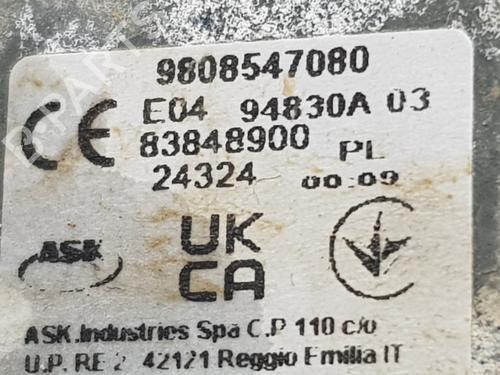 9808547080
E04 94830A 03
83848900 PL
24324 00:09
CE
ASK
UK
CA
ASK.Industries Spa C.P 110 c/o
U.P. RE 2 42121 Reggio Emilia IT